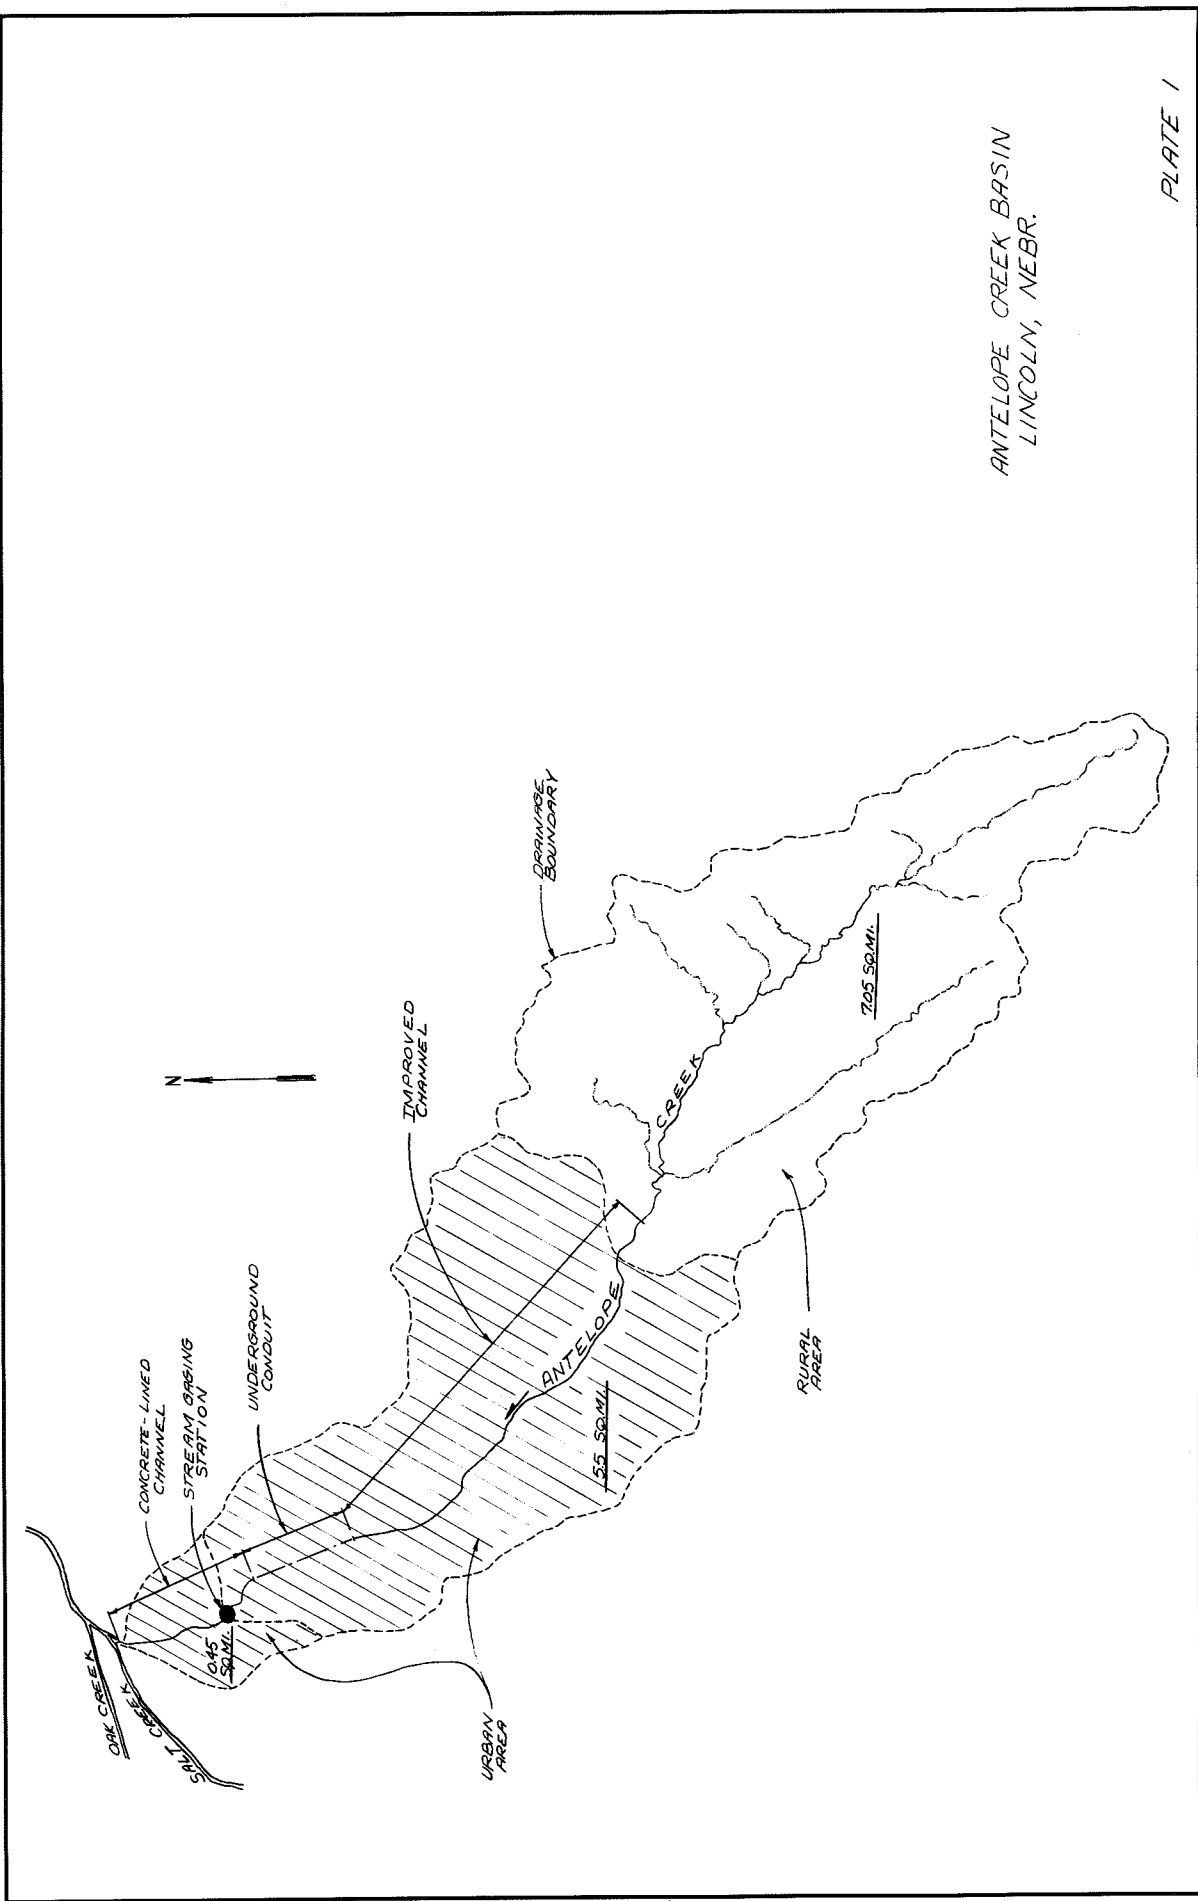 OAK CREEK
SALT CREEK
CREEK
CONCRETE-LINED
CHANNEL
STREAM GAGING
STATION
UNDERGROUND
CONDUIT
N
IMPROVED
CHANNEL
DRAINAGE
BOUNDARY
0.45
SQ.MI.
ANTELOPE
CREEK
5.5 SQ.MI.
7.05 SQ.MI.
URBAN
AREA
RURAL
AREA
ANTELOPE CREEK BASIN
LINCOLN, NEBR.
PLATE 1